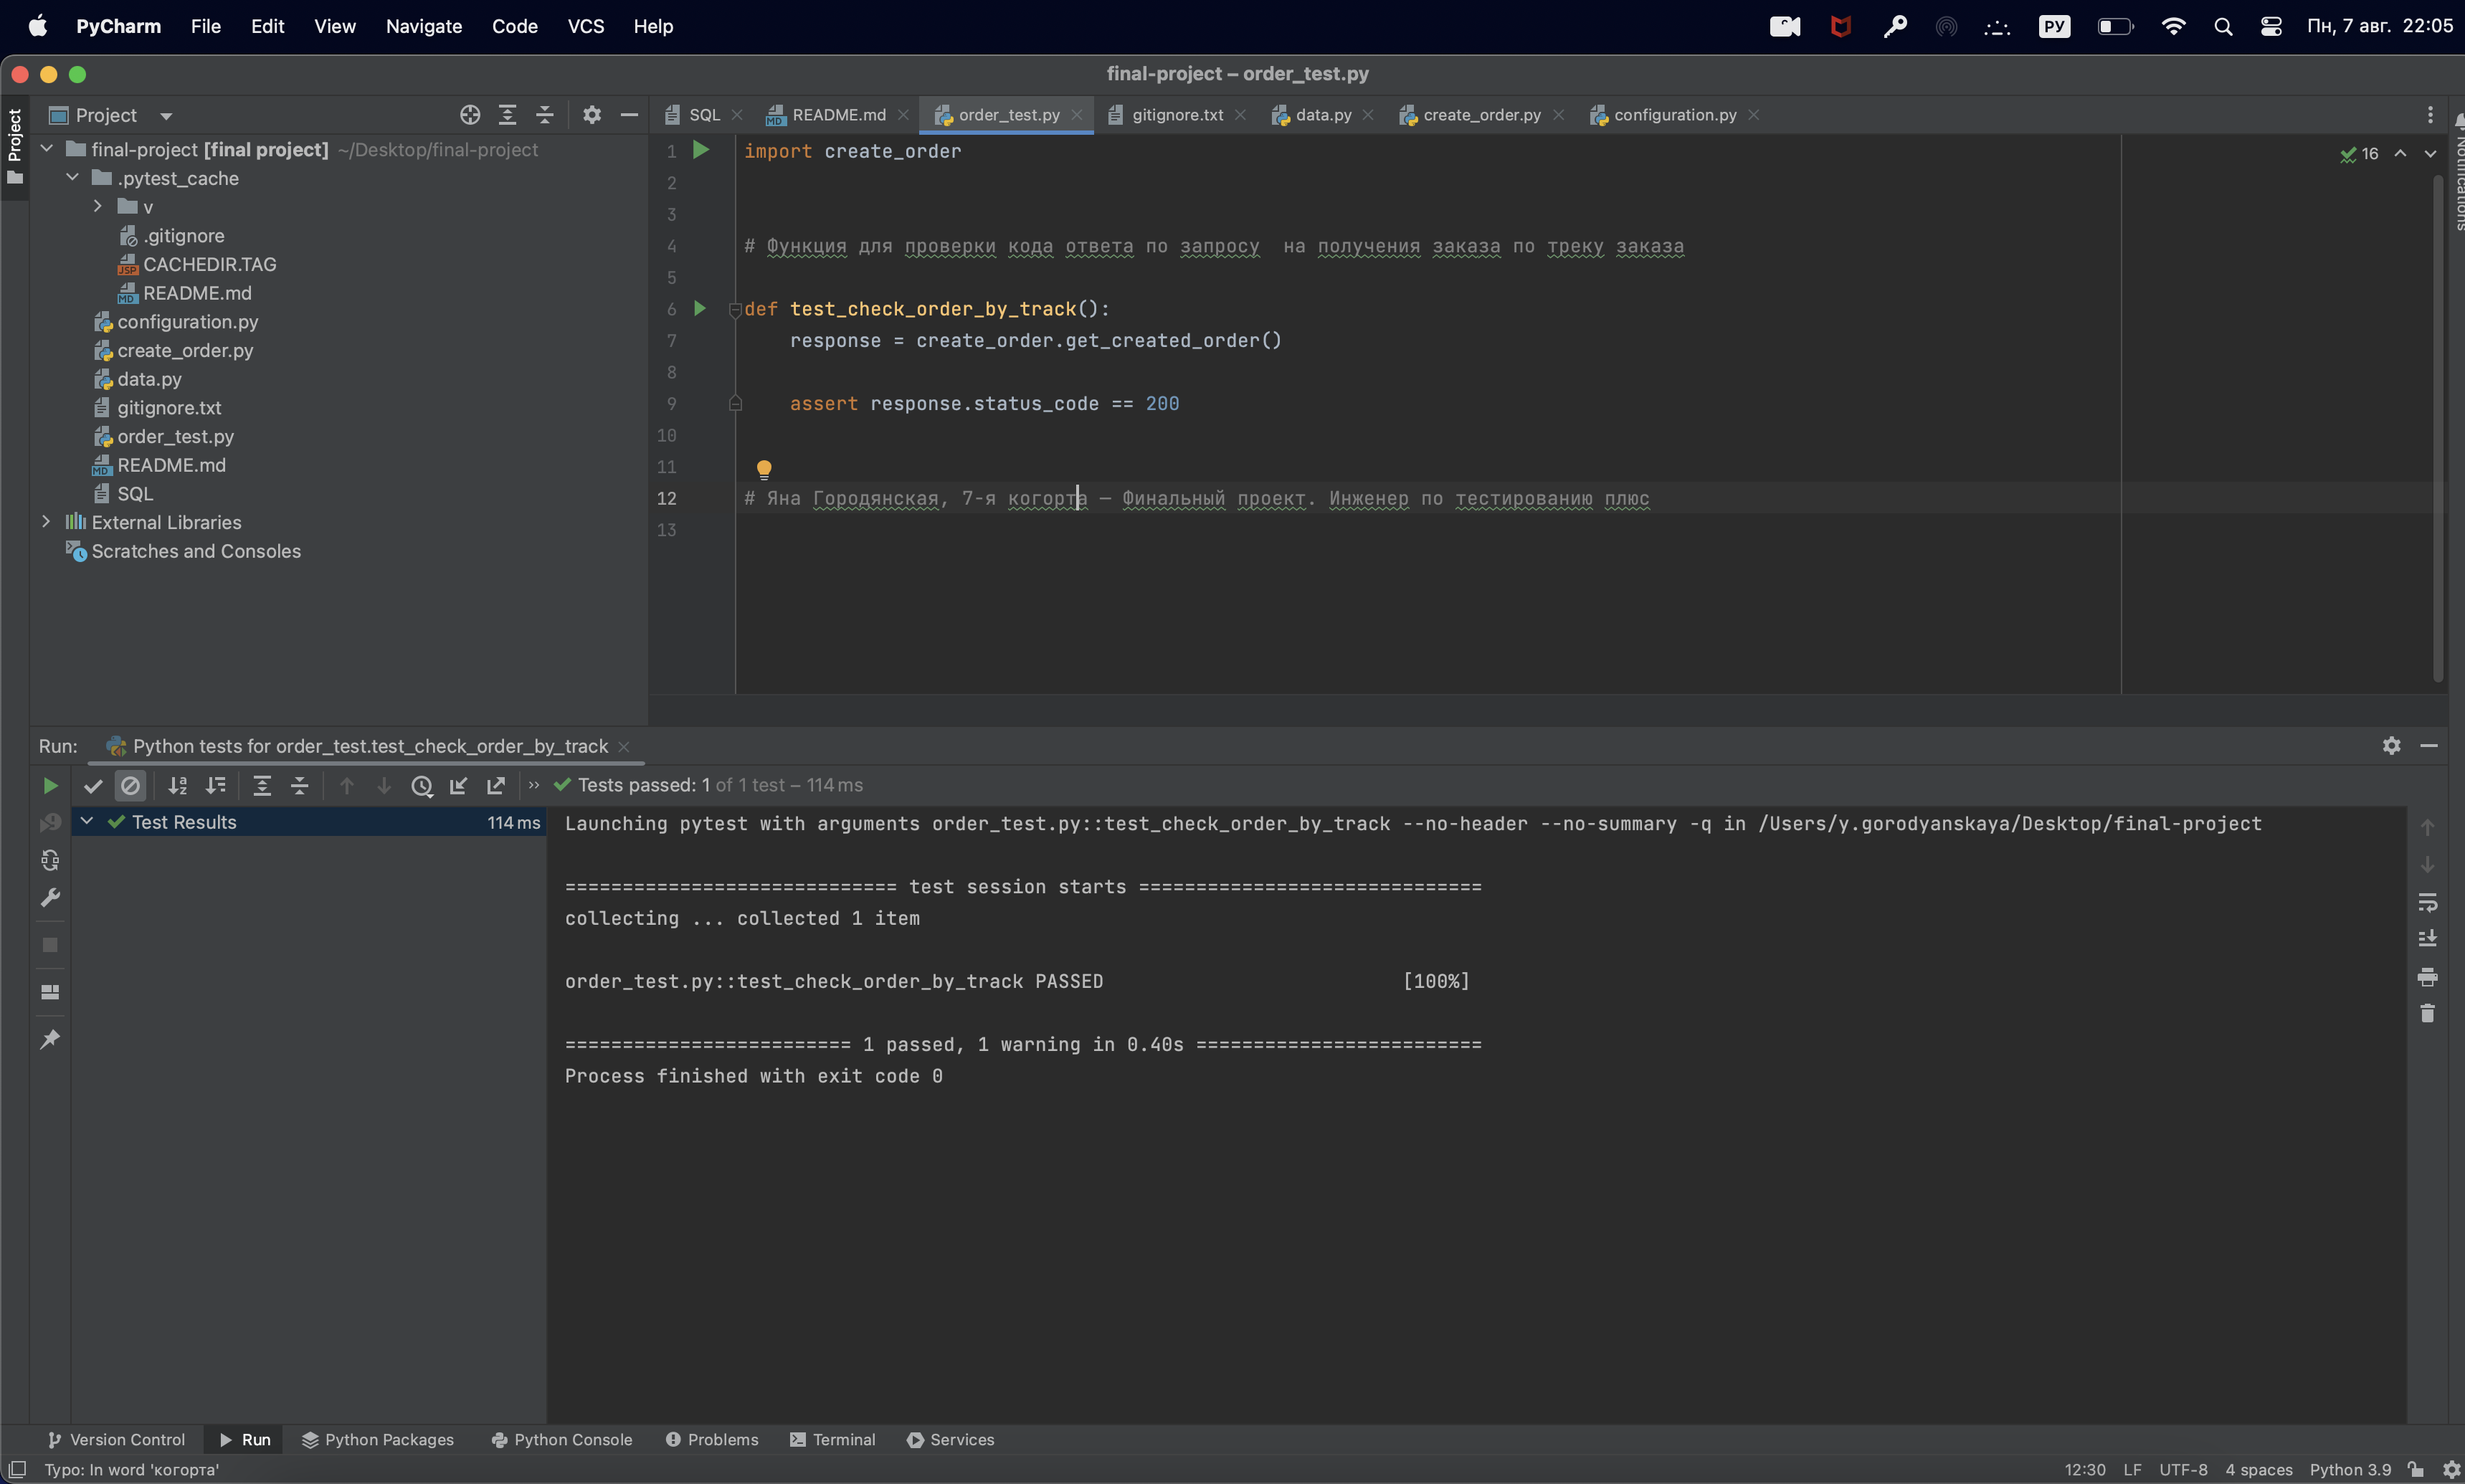 PyCharm File Edit View Navigate Code VCS Help РУ Пн, 7 авг. 22:05
final-project – order_test.py
Project
Project
SQL README.md order_test.py gitignore.txt data.py create_order.py configuration.py
Notifications
final-project [final project] ~/Desktop/final-project
.pytest_cache
v
.gitignore
CACHEDIR.TAG
README.md
configuration.py
create_order.py
data.py
gitignore.txt
order_test.py
README.md
SQL
External Libraries
Scratches and Consoles
16
1 import create_order
2
3
4 # Функция для проверки кода ответа по запросу  на получения заказа по треку заказа
5
6 def test_check_order_by_track():
7 response = create_order.get_created_order()
8
9 assert response.status_code == 200
10
11
12 # Яна Городянская, 7-я когорта — Финальный проект. Инженер по тестированию плюс
13
Run: Python tests for order_test.test_check_order_by_track
Tests passed: 1 of 1 test – 114 ms
Test Results 114 ms
Launching pytest with arguments order_test.py::test_check_order_by_track --no-header --no-summary -q in /Users/y.gorodyanskaya/Desktop/final-project
============================= test session starts ==============================
collecting ... collected 1 item
order_test.py::test_check_order_by_track PASSED [100%]
========================= 1 passed, 1 warning in 0.40s =========================
Process finished with exit code 0
Version Control Run Python Packages Python Console Problems Terminal Services
Typo: In word 'когорта' 12:30 LF UTF-8 4 spaces Python 3.9